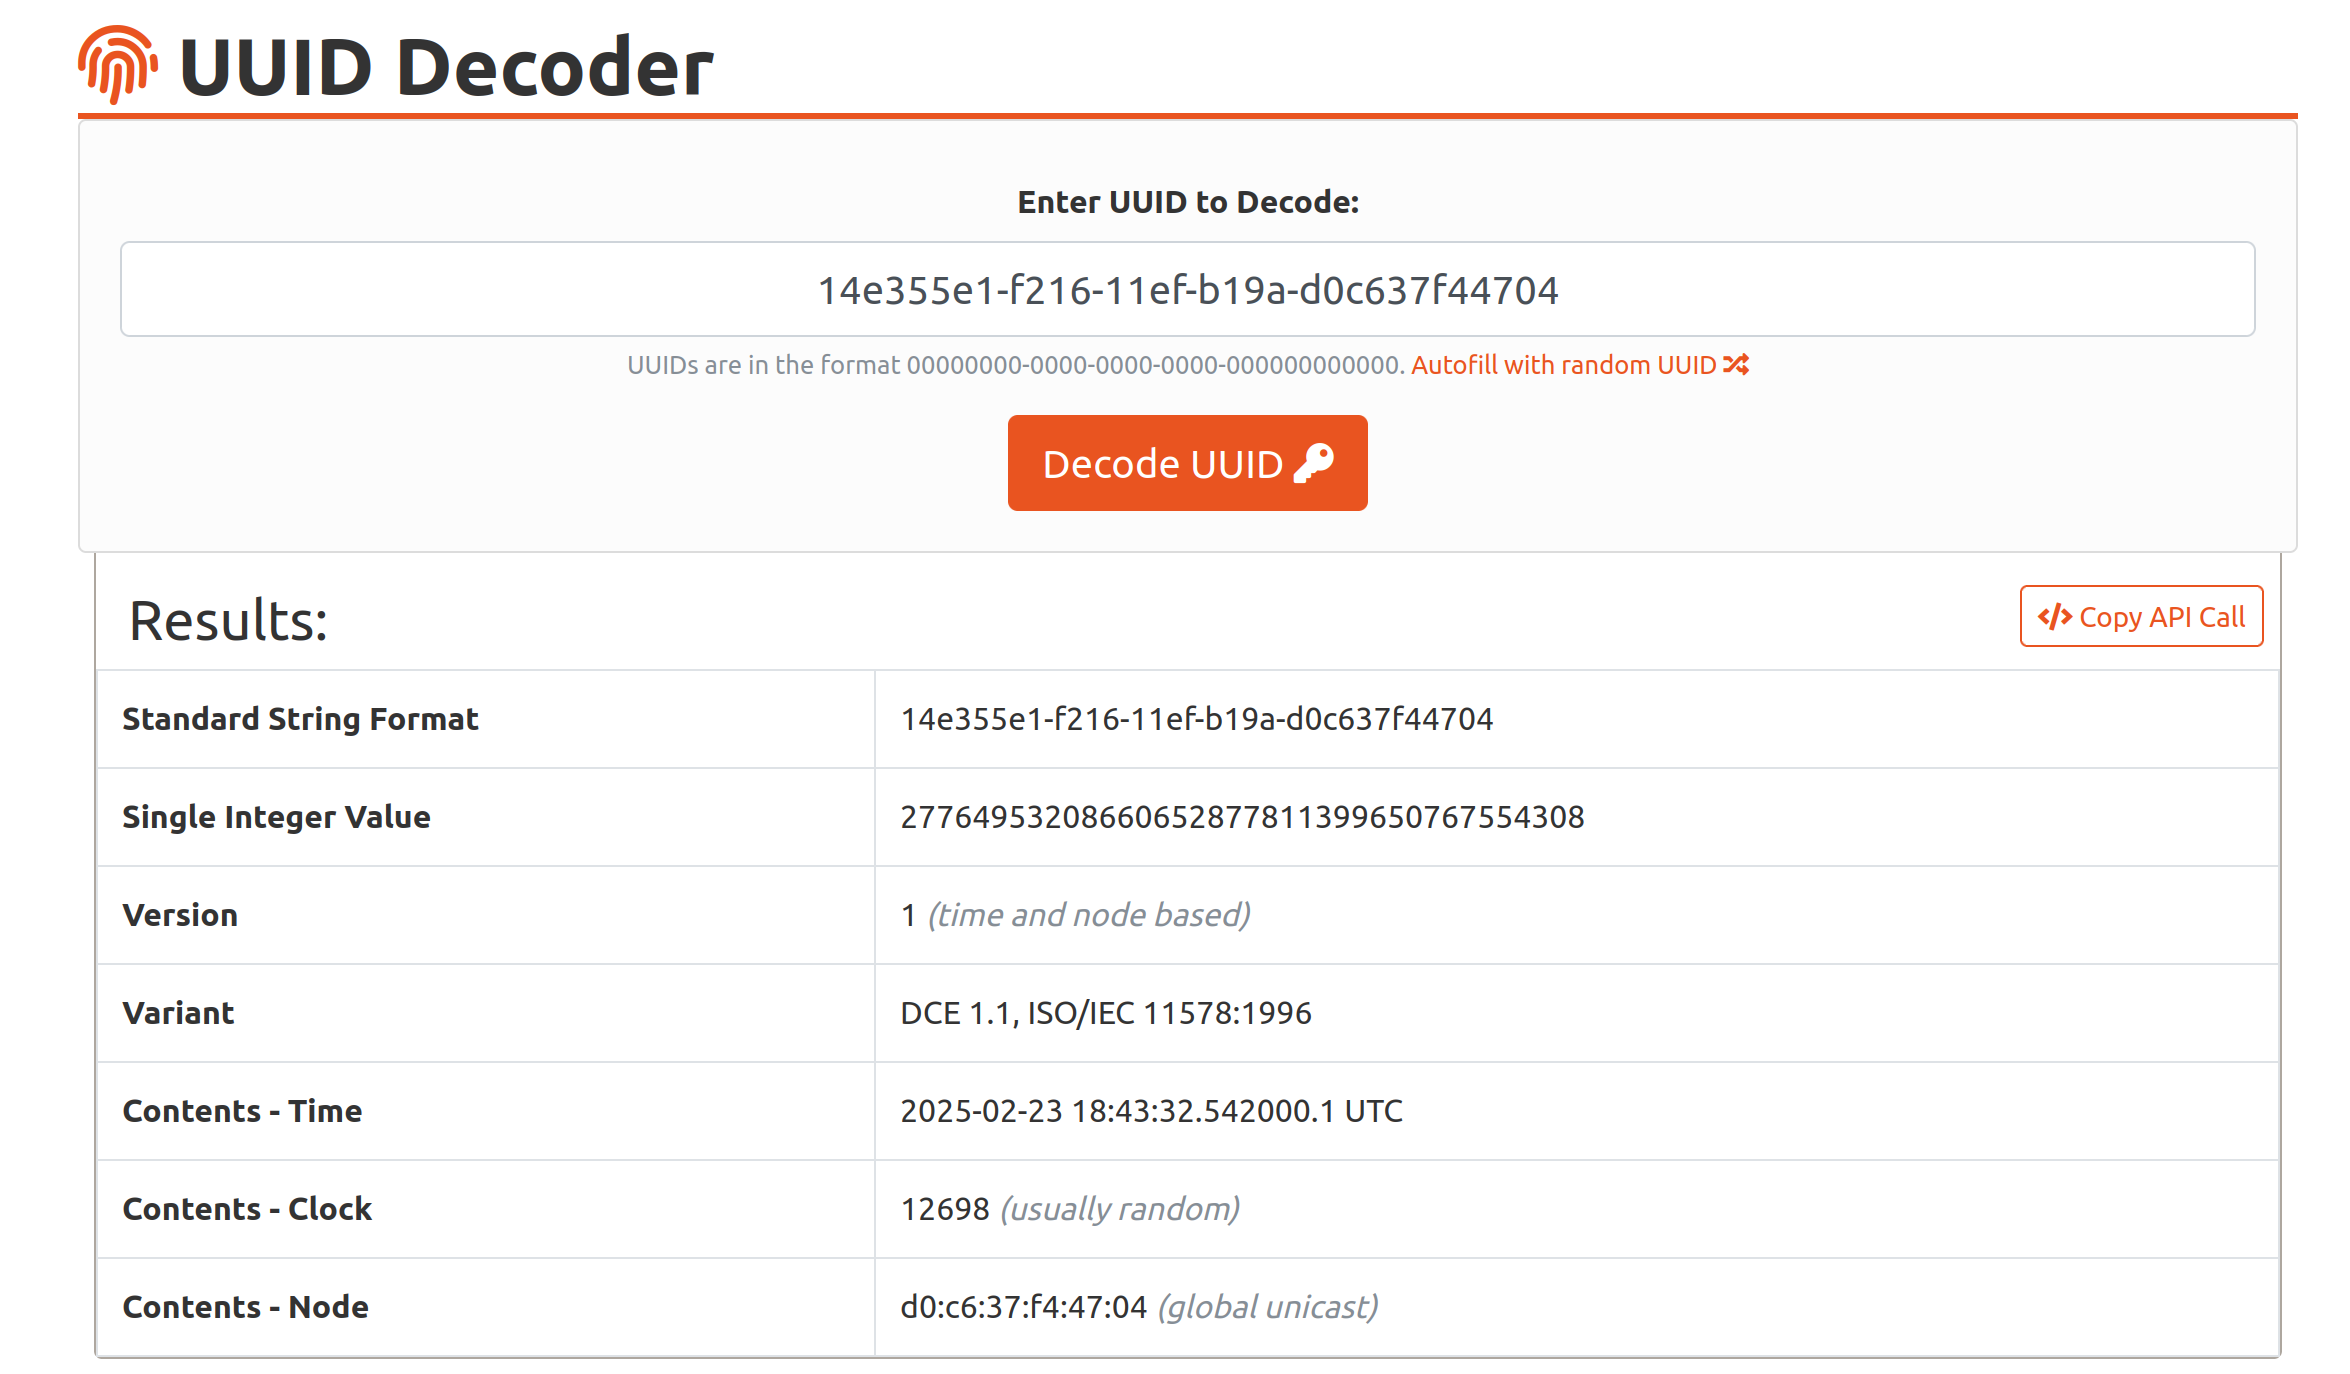 UUID Decoder
Enter UUID to Decode:
14e355e1-f216-11ef-b19a-d0c637f44704
UUIDs are in the format 00000000-0000-0000-0000-000000000000. Autofill with random UUID
Decode UUID
Results:
Copy API Call
Standard String Format 14e355e1-f216-11ef-b19a-d0c637f44704
Single Integer Value 27764953208660652877811399650767554308
Version 1 (time and node based)
Variant DCE 1.1, ISO/IEC 11578:1996
Contents - Time 2025-02-23 18:43:32.542000.1 UTC
Contents - Clock 12698 (usually random)
Contents - Node d0:c6:37:f4:47:04 (global unicast)